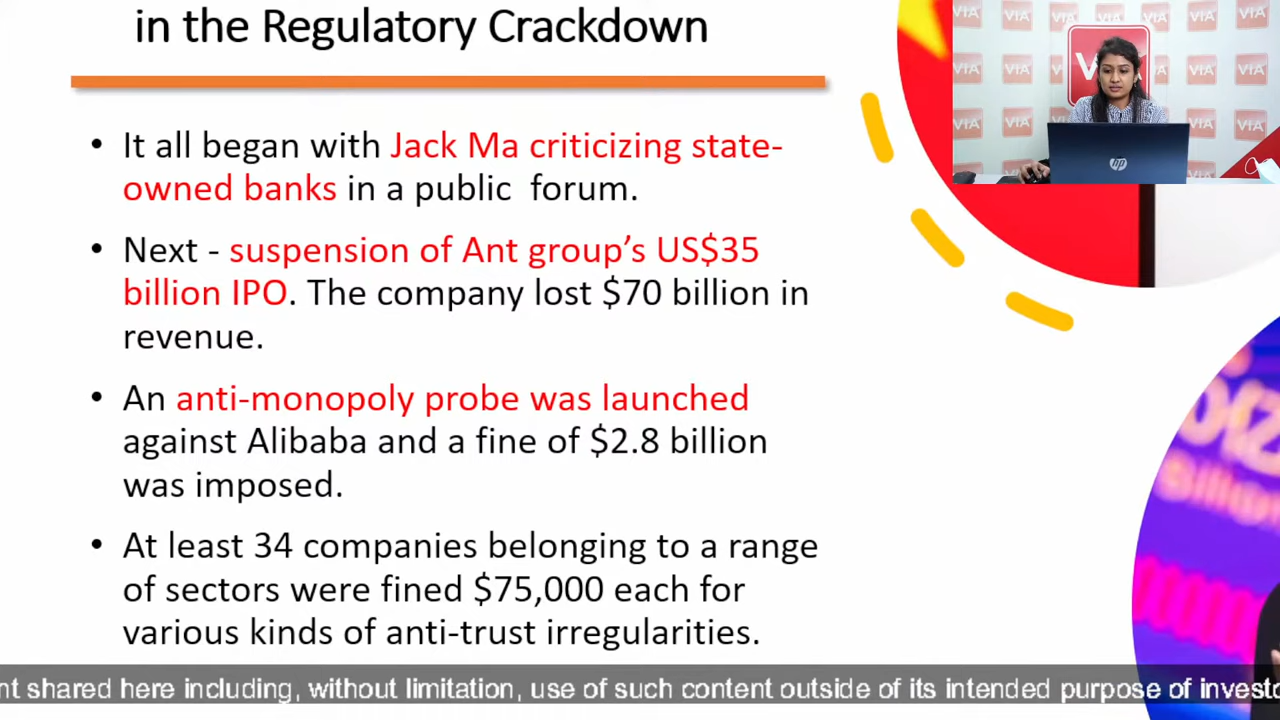 in the Regulatory Crackdown
• It all began with Jack Ma criticizing state-
owned banks in a public forum.
• Next - suspension of Ant group’s US$35
billion IPO. The company lost $70 billion in
revenue.
• An anti-monopoly probe was launched
against Alibaba and a fine of $2.8 billion
was imposed.
• At least 34 companies belonging to a range
of sectors were fined $75,000 each for
various kinds of anti-trust irregularities.
VIA
hp
shared here including, without limitation, use of such content outside of its intended purpose of